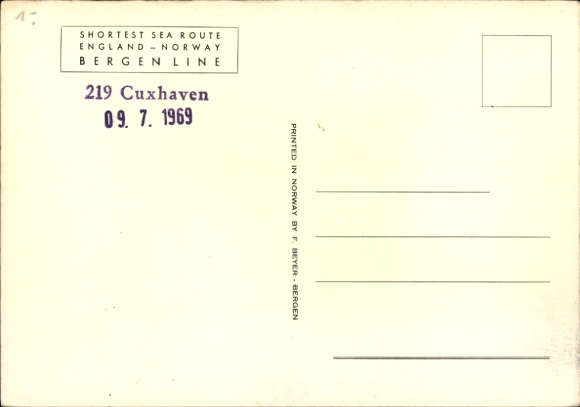 1.-
SHORTEST SEA ROUTE
ENGLAND – NORWAY
BERGEN LINE
219 Cuxhaven
09. 7. 1969
PRINTED IN NORWAY BY F. BEYER - BERGEN